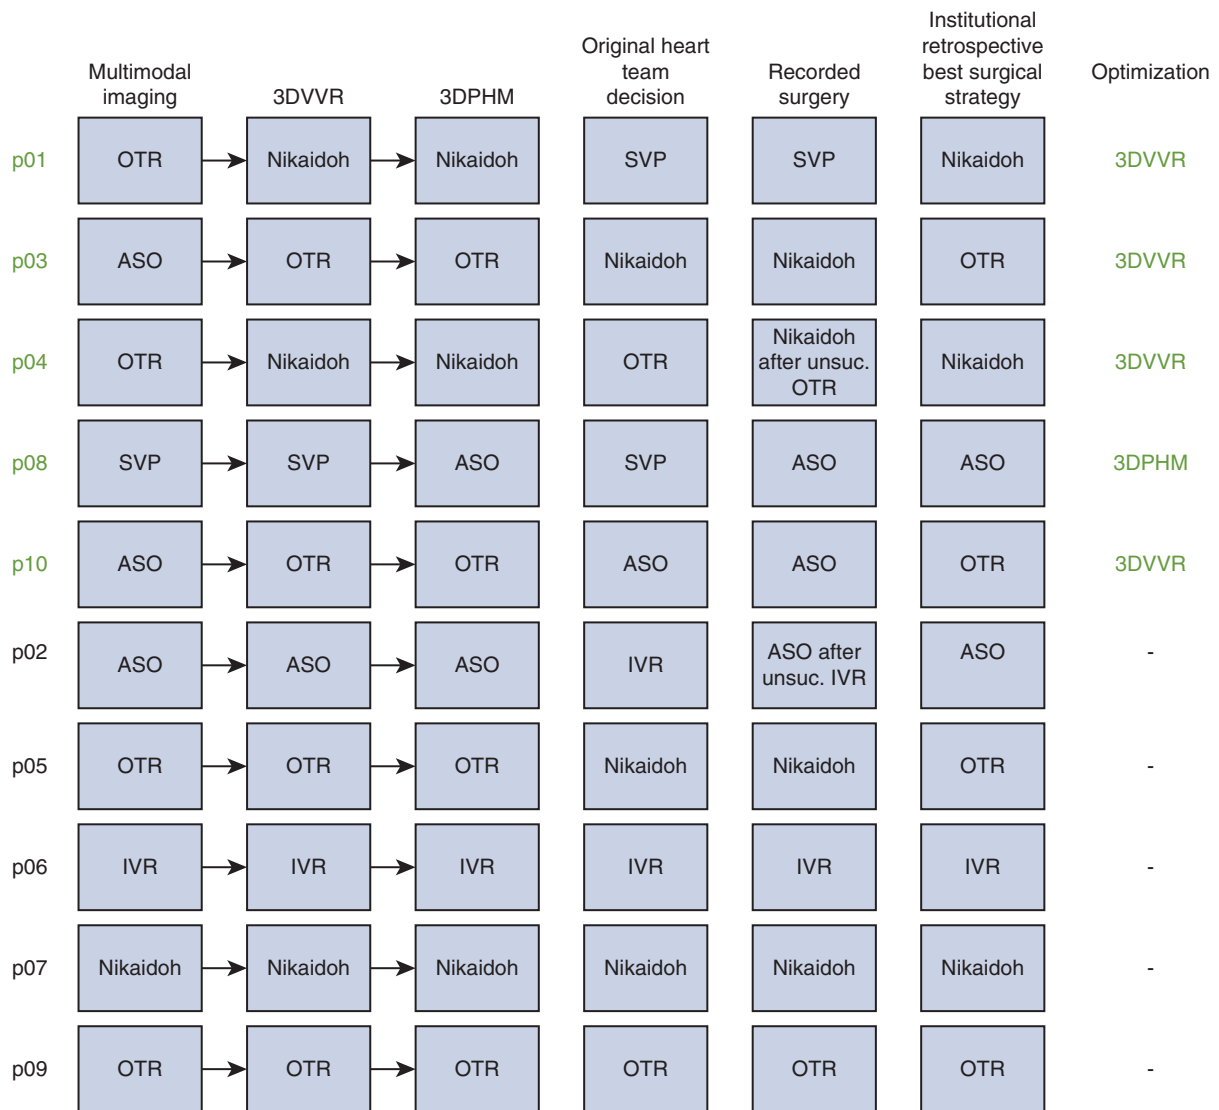 Multimodal
imaging
3DVVR
3DPHM
Original heart
team
decision
Recorded
surgery
Institutional
retrospective
best surgical
strategy
Optimization
p01 OTR Nikaidoh Nikaidoh SVP SVP Nikaidoh 3DVVR
p03 ASO OTR OTR Nikaidoh Nikaidoh OTR 3DVVR
p04 OTR Nikaidoh Nikaidoh OTR
Nikaidoh
after unsuc.
OTR
Nikaidoh 3DVVR
p08 SVP SVP ASO SVP ASO ASO 3DPHM
p10 ASO OTR OTR ASO ASO OTR 3DVVR
p02 ASO ASO ASO IVR
ASO after
unsuc. IVR
ASO -
p05 OTR OTR OTR Nikaidoh Nikaidoh OTR -
p06 IVR IVR IVR IVR IVR IVR -
p07 Nikaidoh Nikaidoh Nikaidoh Nikaidoh Nikaidoh Nikaidoh -
p09 OTR OTR OTR OTR OTR OTR -